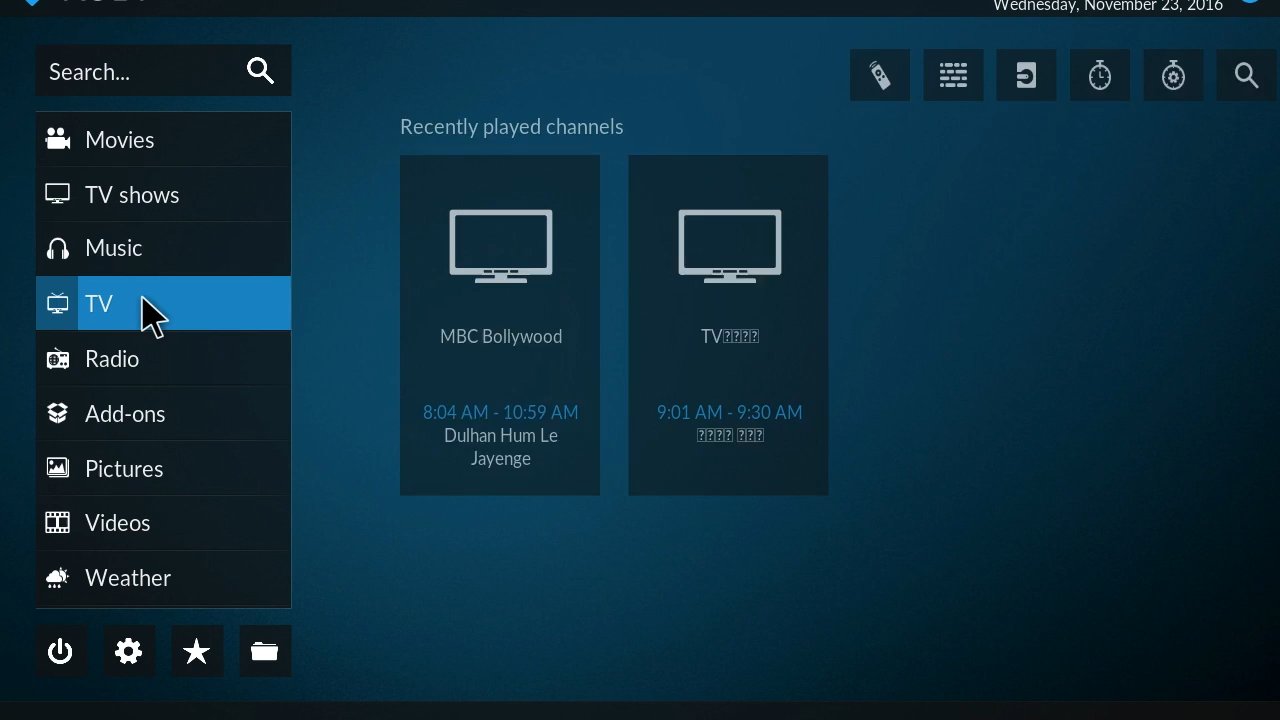 Wednesday, November 23, 2016
Search...
Movies
TV shows
Music
TV
Radio
Add-ons
Pictures
Videos
Weather
Recently played channels
MBC Bollywood
8:04 AM - 10:59 AM
Dulhan Hum Le
Jayenge
TV
9:01 AM - 9:30 AM